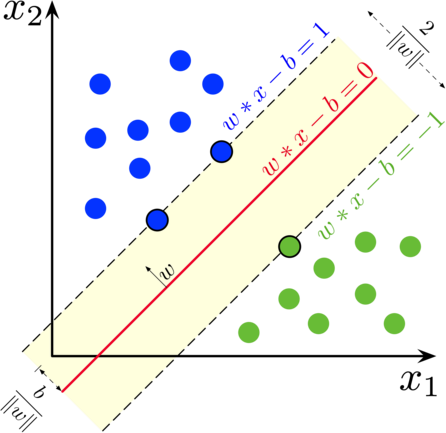 x₂
w * x − b = 1
2
‖w‖
w * x − b = 0
w * x − b = −1
w
b
‖w‖
x₁